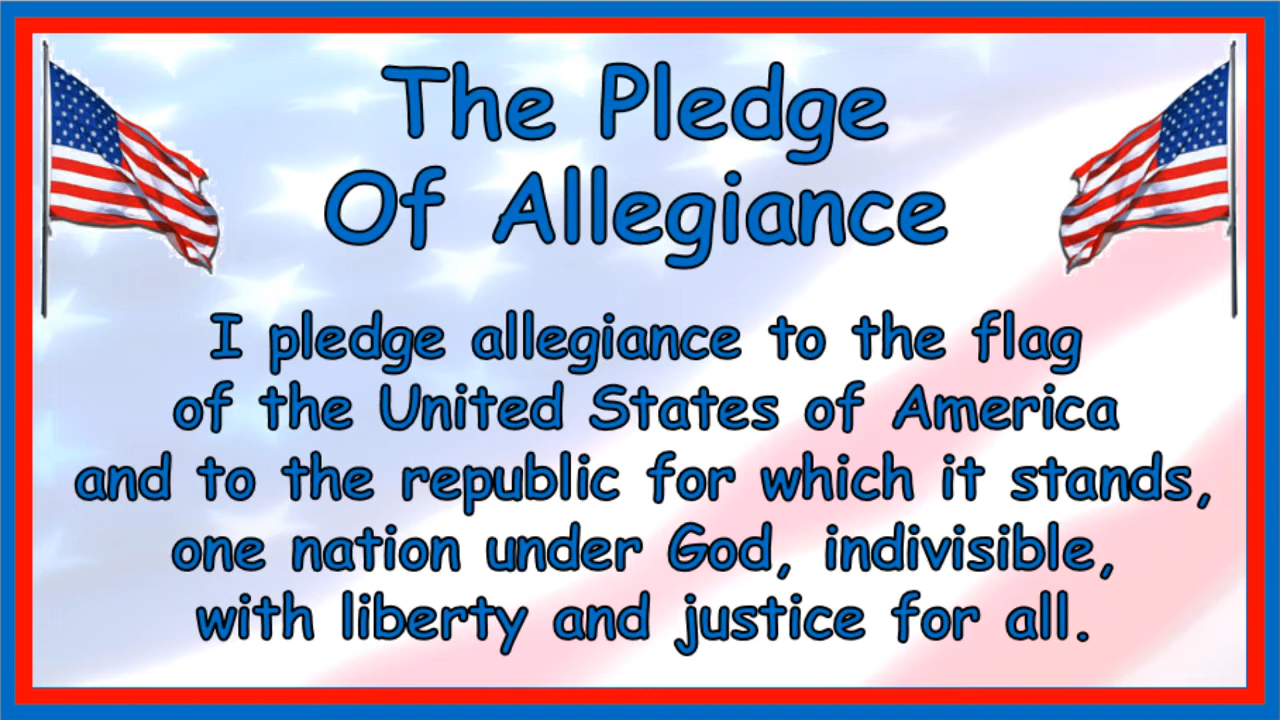 The Pledge
Of Allegiance
I pledge allegiance to the flag
of the United States of America
and to the republic for which it stands,
one nation under God, indivisible,
with liberty and justice for all.